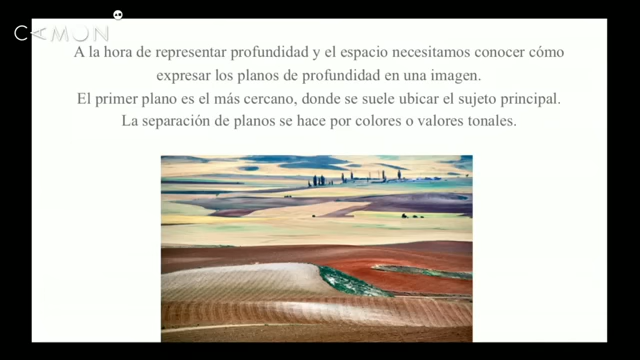 CAMON
A la hora de representar profundidad y el espacio necesitamos conocer cómo
expresar los planos de profundidad en una imagen.
El primer plano es el más cercano, donde se suele ubicar el sujeto principal.
La separación de planos se hace por colores o valores tonales.